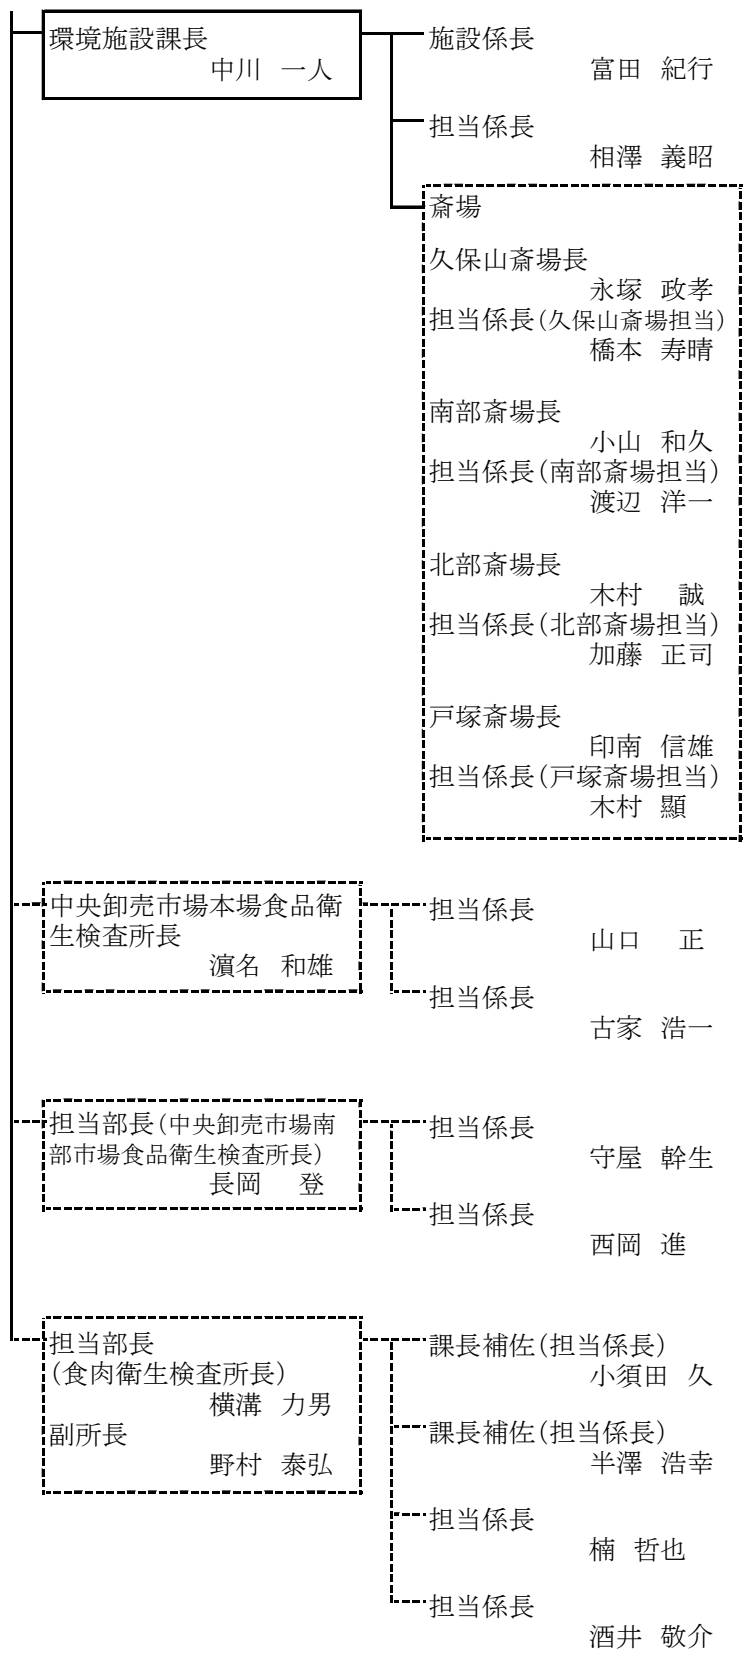 環境施設課長
中川　一人
施設係長
富田　紀行
担当係長
相澤　義昭
斎場
久保山斎場長
永塚　政孝
担当係長(久保山斎場担当)
橋本　寿晴
南部斎場長
小山　和久
担当係長(南部斎場担当)
渡辺　洋一
北部斎場長
木村　誠
担当係長(北部斎場担当)
加藤　正司
戸塚斎場長
印南　信雄
担当係長(戸塚斎場担当)
木村　顯
中央卸売市場本場食品衛
生検査所長
濵名　和雄
担当係長
山口　正
担当係長
古家　浩一
担当部長(中央卸売市場南
部市場食品衛生検査所長)
長岡　登
担当係長
守屋　幹生
担当係長
西岡　進
担当部長
(食肉衛生検査所長)
横溝　力男
副所長
野村　泰弘
課長補佐(担当係長)
小須田　久
課長補佐(担当係長)
半澤　浩幸
担当係長
楠　哲也
担当係長
酒井　敬介